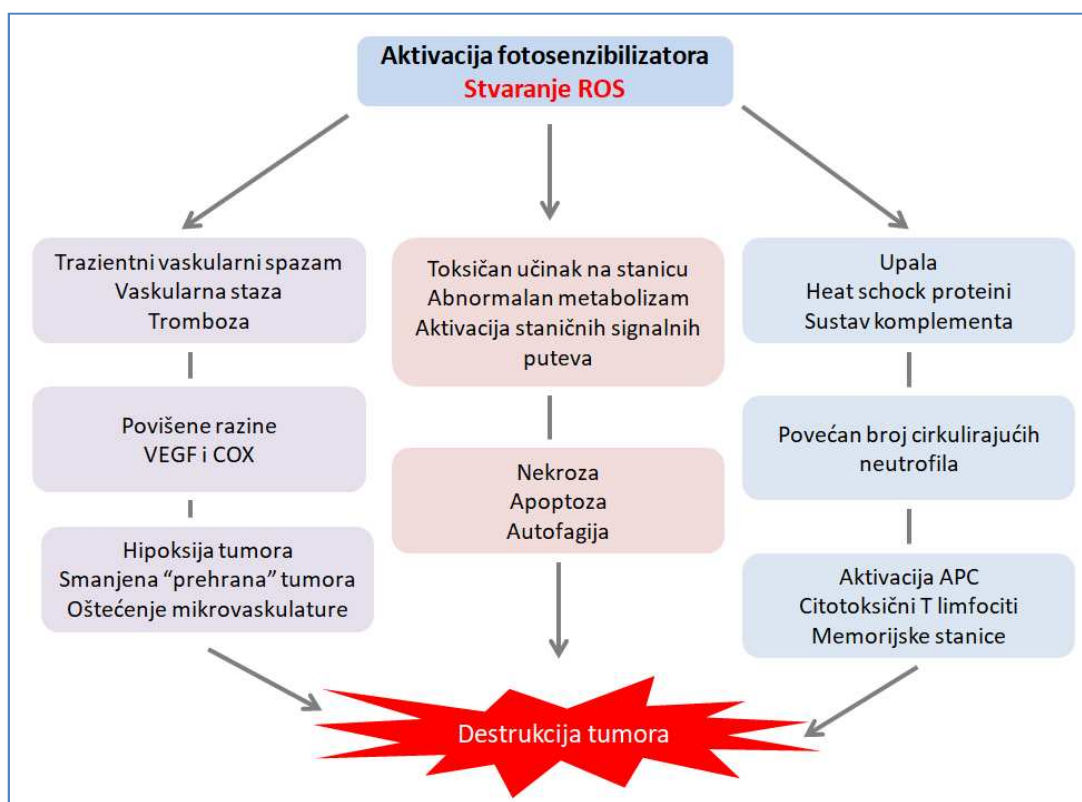 Aktivacija fotosenzibilizatora
Stvaranje ROS
Trazientni vaskularni spazam
Vaskularna staza
Tromboza
Povišene razine
VEGF i COX
Hipoksija tumora
Smanjena “prehrana” tumora
Oštećenje mikrovaskulature
Toksičan učinak na stanicu
Abnormalan metabolizam
Aktivacija staničnih signalnih
puteva
Nekroza
Apoptoza
Autofagija
Upala
Heat schock proteini
Sustav komplementa
Povećan broj cirkulirajućih
neutrofila
Aktivacija APC
Citotoksični T limfociti
Memorijske stanice
Destrukcija tumora